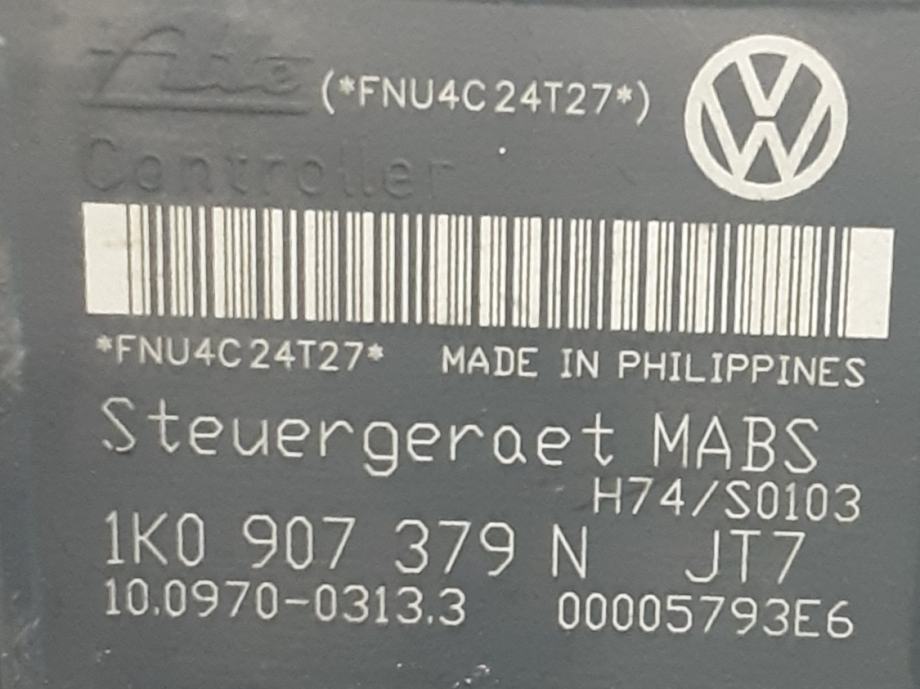 Ate (*FNU4C24T27*)
Controller
*FNU4C24T27* MADE IN PHILIPPINES
Steuergeraet MABS
H74/S0103
1K0 907 379 N JT7
10.0970-0313.3 00005793E6